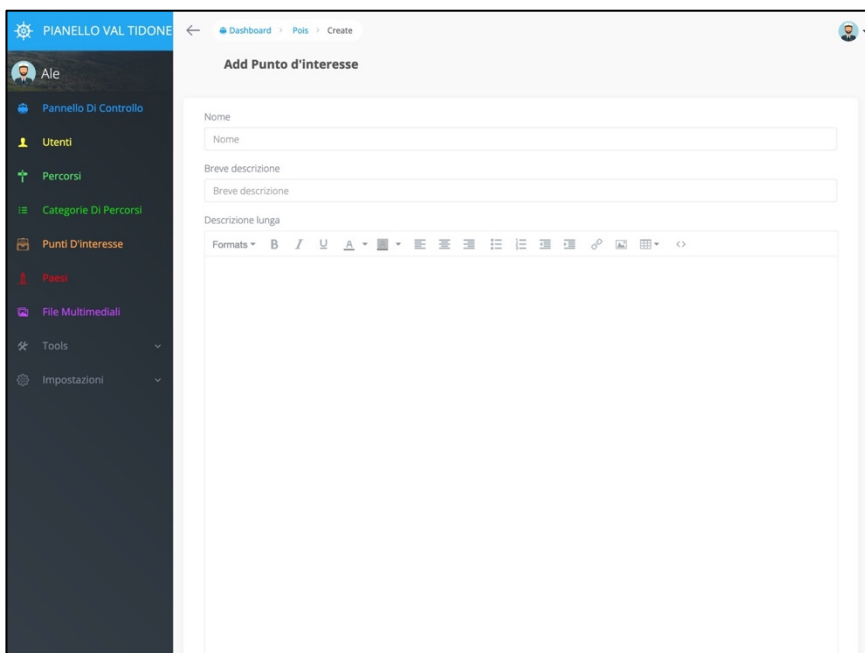 PIANELLO VAL TIDONE
Dashboard > Pois > Create
Ale
Add Punto d'interesse
Pannello Di Controllo
Utenti
Percorsi
Categorie Di Percorsi
Punti D'interesse
Paesi
File Multimediali
Tools
Impostazioni
Nome
Nome
Breve descrizione
Breve descrizione
Descrizione lunga
Formats B I U A A